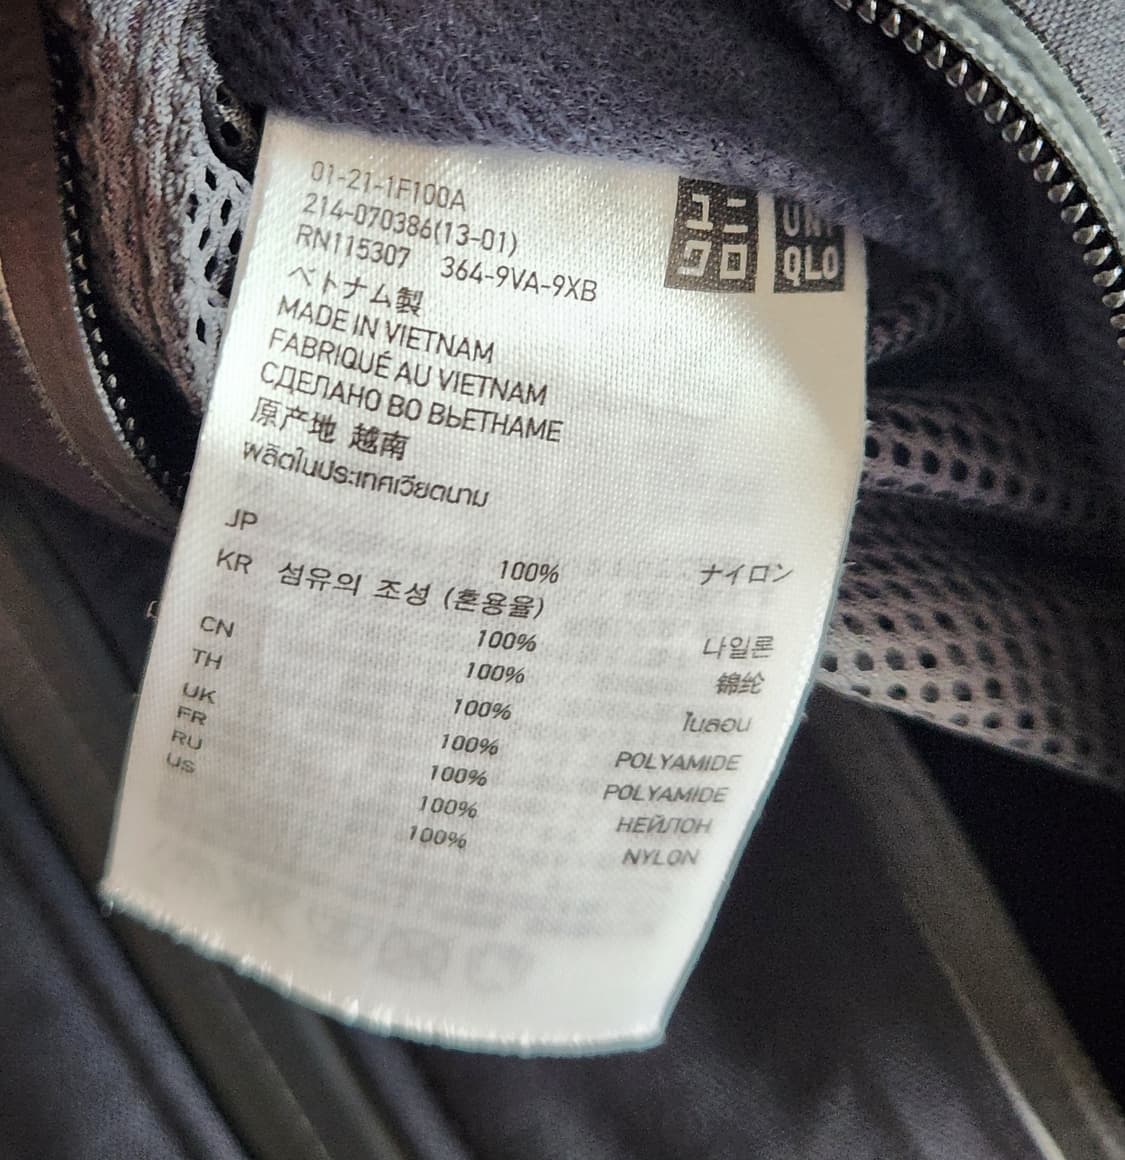 01-21-1F100A
214-070386(13-01)
RN115307 364-9VA-9XB
ユニクロ
UNIQLO
ベトナム製
MADE IN VIETNAM
FABRIQUÉ AU VIETNAM
СДЕЛАНО ВО ВЬЕТНАМЕ
原产地 越南
ผลิตในประเทศเวียดนาม
JP
100% ナイロン
KR 섬유의 조성 (혼용율)
100% 나일론
CN 100% 锦纶
TH 100% ไนลอน
UK 100% POLYAMIDE
FR 100% POLYAMIDE
RU 100% НЕЙЛОН
US 100% NYLON